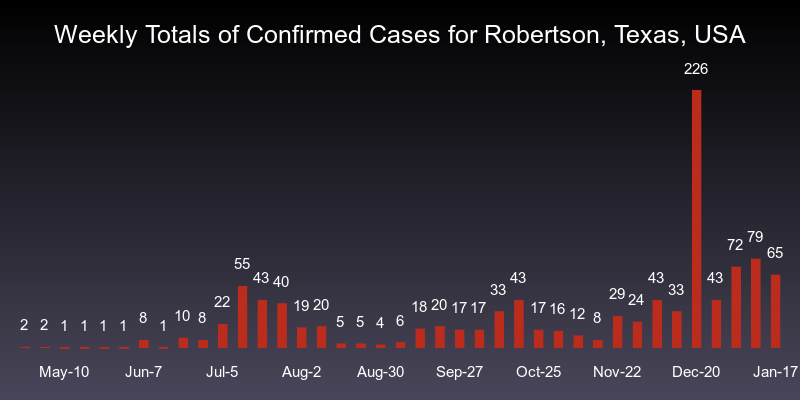 Weekly Totals of Confirmed Cases for Robertson, Texas, USA
2 2 1 1 1 1 8 1 10 8 22 55 43 40 19 20 5 5 4 6 18 20 17 17 33 43 17 16 12 8 29 24 43 33 226 43 72 79 65
May-10 Jun-7 Jul-5 Aug-2 Aug-30 Sep-27 Oct-25 Nov-22 Dec-20 Jan-17